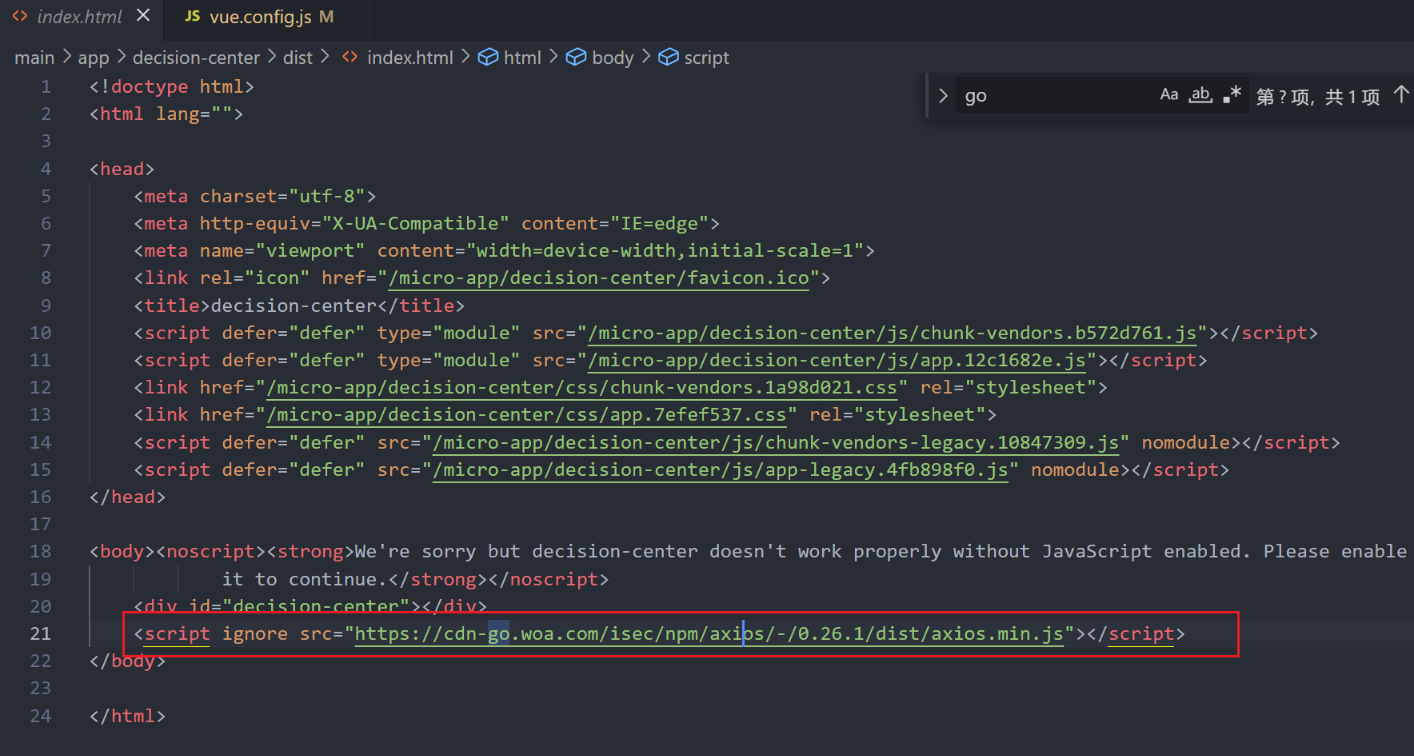 <> index.html × JS vue.config.js M
main > app > decision-center > dist > <> index.html > html > body > script
go Aa ab .* 第 ? 项, 共 1 项 ↑
1 <!doctype html>
2 <html lang="">
3
4 <head>
5 <meta charset="utf-8">
6 <meta http-equiv="X-UA-Compatible" content="IE=edge">
7 <meta name="viewport" content="width=device-width,initial-scale=1">
8 <link rel="icon" href="/micro-app/decision-center/favicon.ico">
9 <title>decision-center</title>
10 <script defer="defer" type="module" src="/micro-app/decision-center/js/chunk-vendors.b572d761.js"></script>
11 <script defer="defer" type="module" src="/micro-app/decision-center/js/app.12c1682e.js"></script>
12 <link href="/micro-app/decision-center/css/chunk-vendors.1a98d021.css" rel="stylesheet">
13 <link href="/micro-app/decision-center/css/app.7efef537.css" rel="stylesheet">
14 <script defer="defer" src="/micro-app/decision-center/js/chunk-vendors-legacy.10847309.js" nomodule></script>
15 <script defer="defer" src="/micro-app/decision-center/js/app-legacy.4fb898f0.js" nomodule></script>
16 </head>
17
18 <body><noscript><strong>We're sorry but decision-center doesn't work properly without JavaScript enabled. Please enable
19 it to continue.</strong></noscript>
20 <div id="decision-center"></div>
21 <script ignore src="https://cdn-go.woa.com/isec/npm/axios/-/0.26.1/dist/axios.min.js"></script>
22 </body>
23
24 </html>